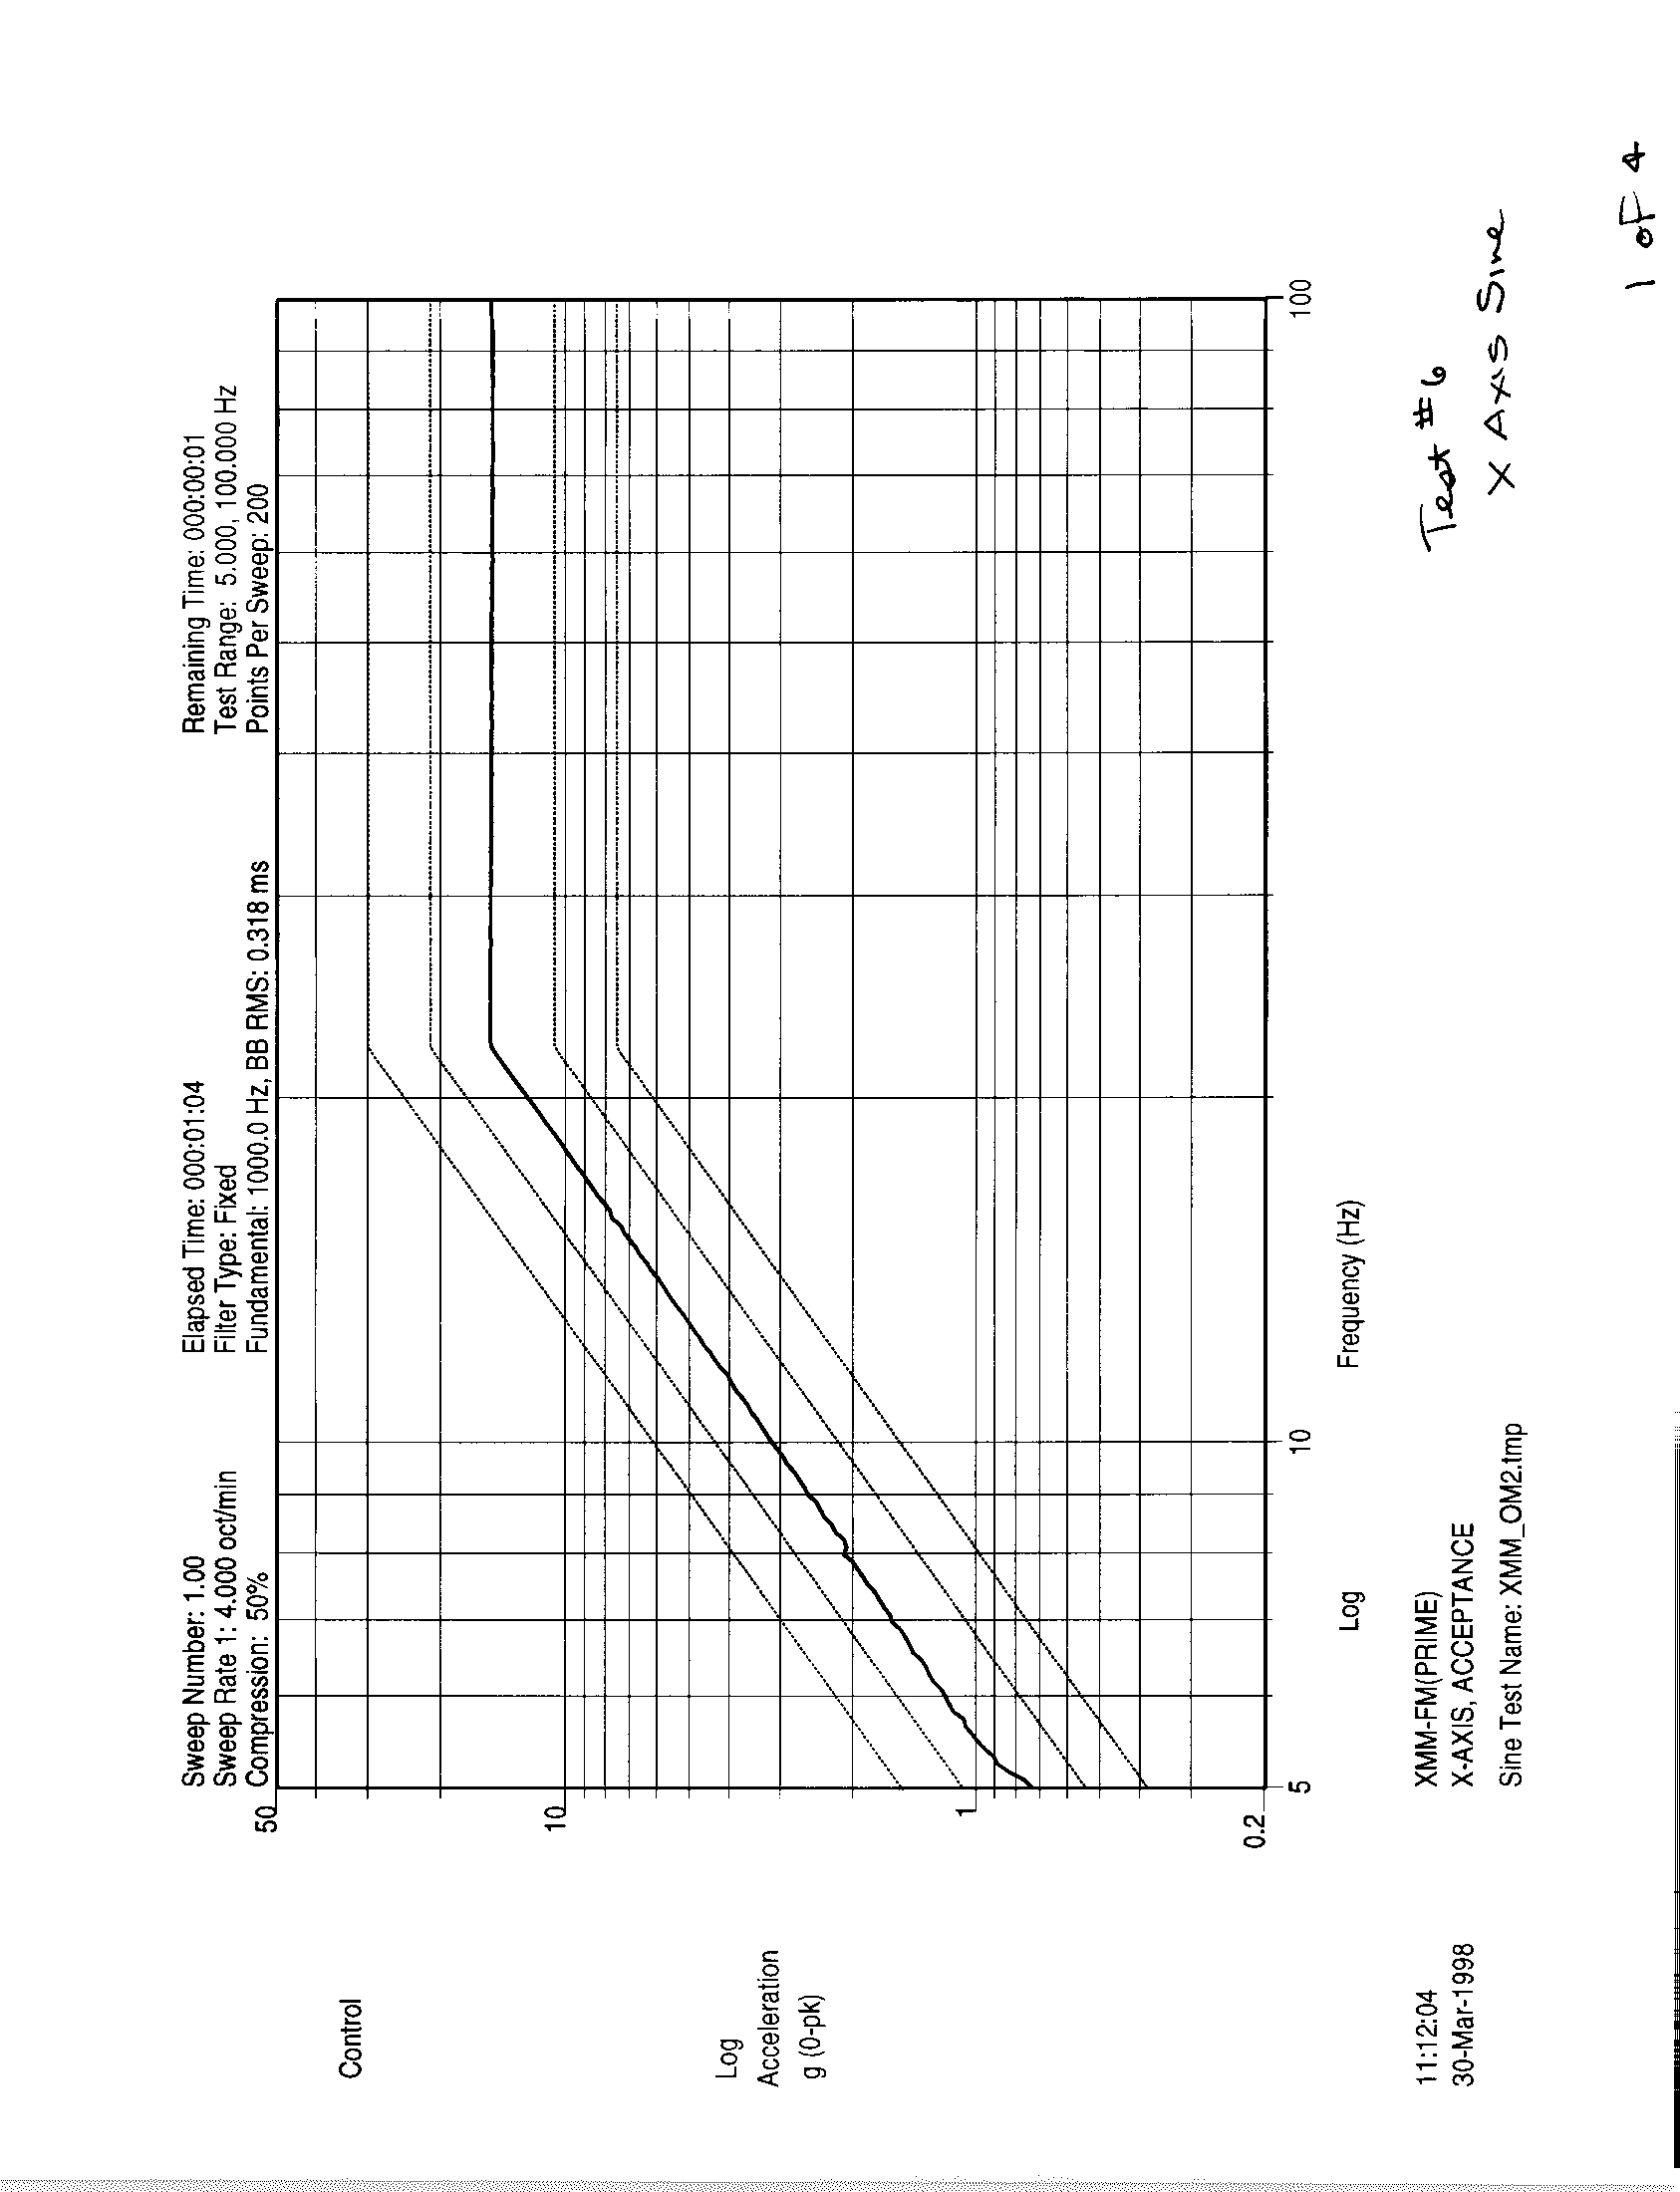 Sweep Number: 1.00
Sweep Rate 1: 4.000 oct/min
Compression: 50%
Elapsed Time: 000:01:04
Filter Type: Fixed
Fundamental: 1000.0 Hz, BB RMS: 0.318 ms
Remaining Time: 000:00:01
Test Range: 5.000, 100.000 Hz
Points Per Sweep: 200
Control
Log
Acceleration
g (0-pk)
50
10
1
0.2
5
10
100
Log
Frequency (Hz)
11:12:04
30-Mar-1998
XMM-FM(PRIME)
X-AXIS, ACCEPTANCE
Sine Test Name: XMM_OM2.tmp
Test #6
X Axis Sine
1 of 4